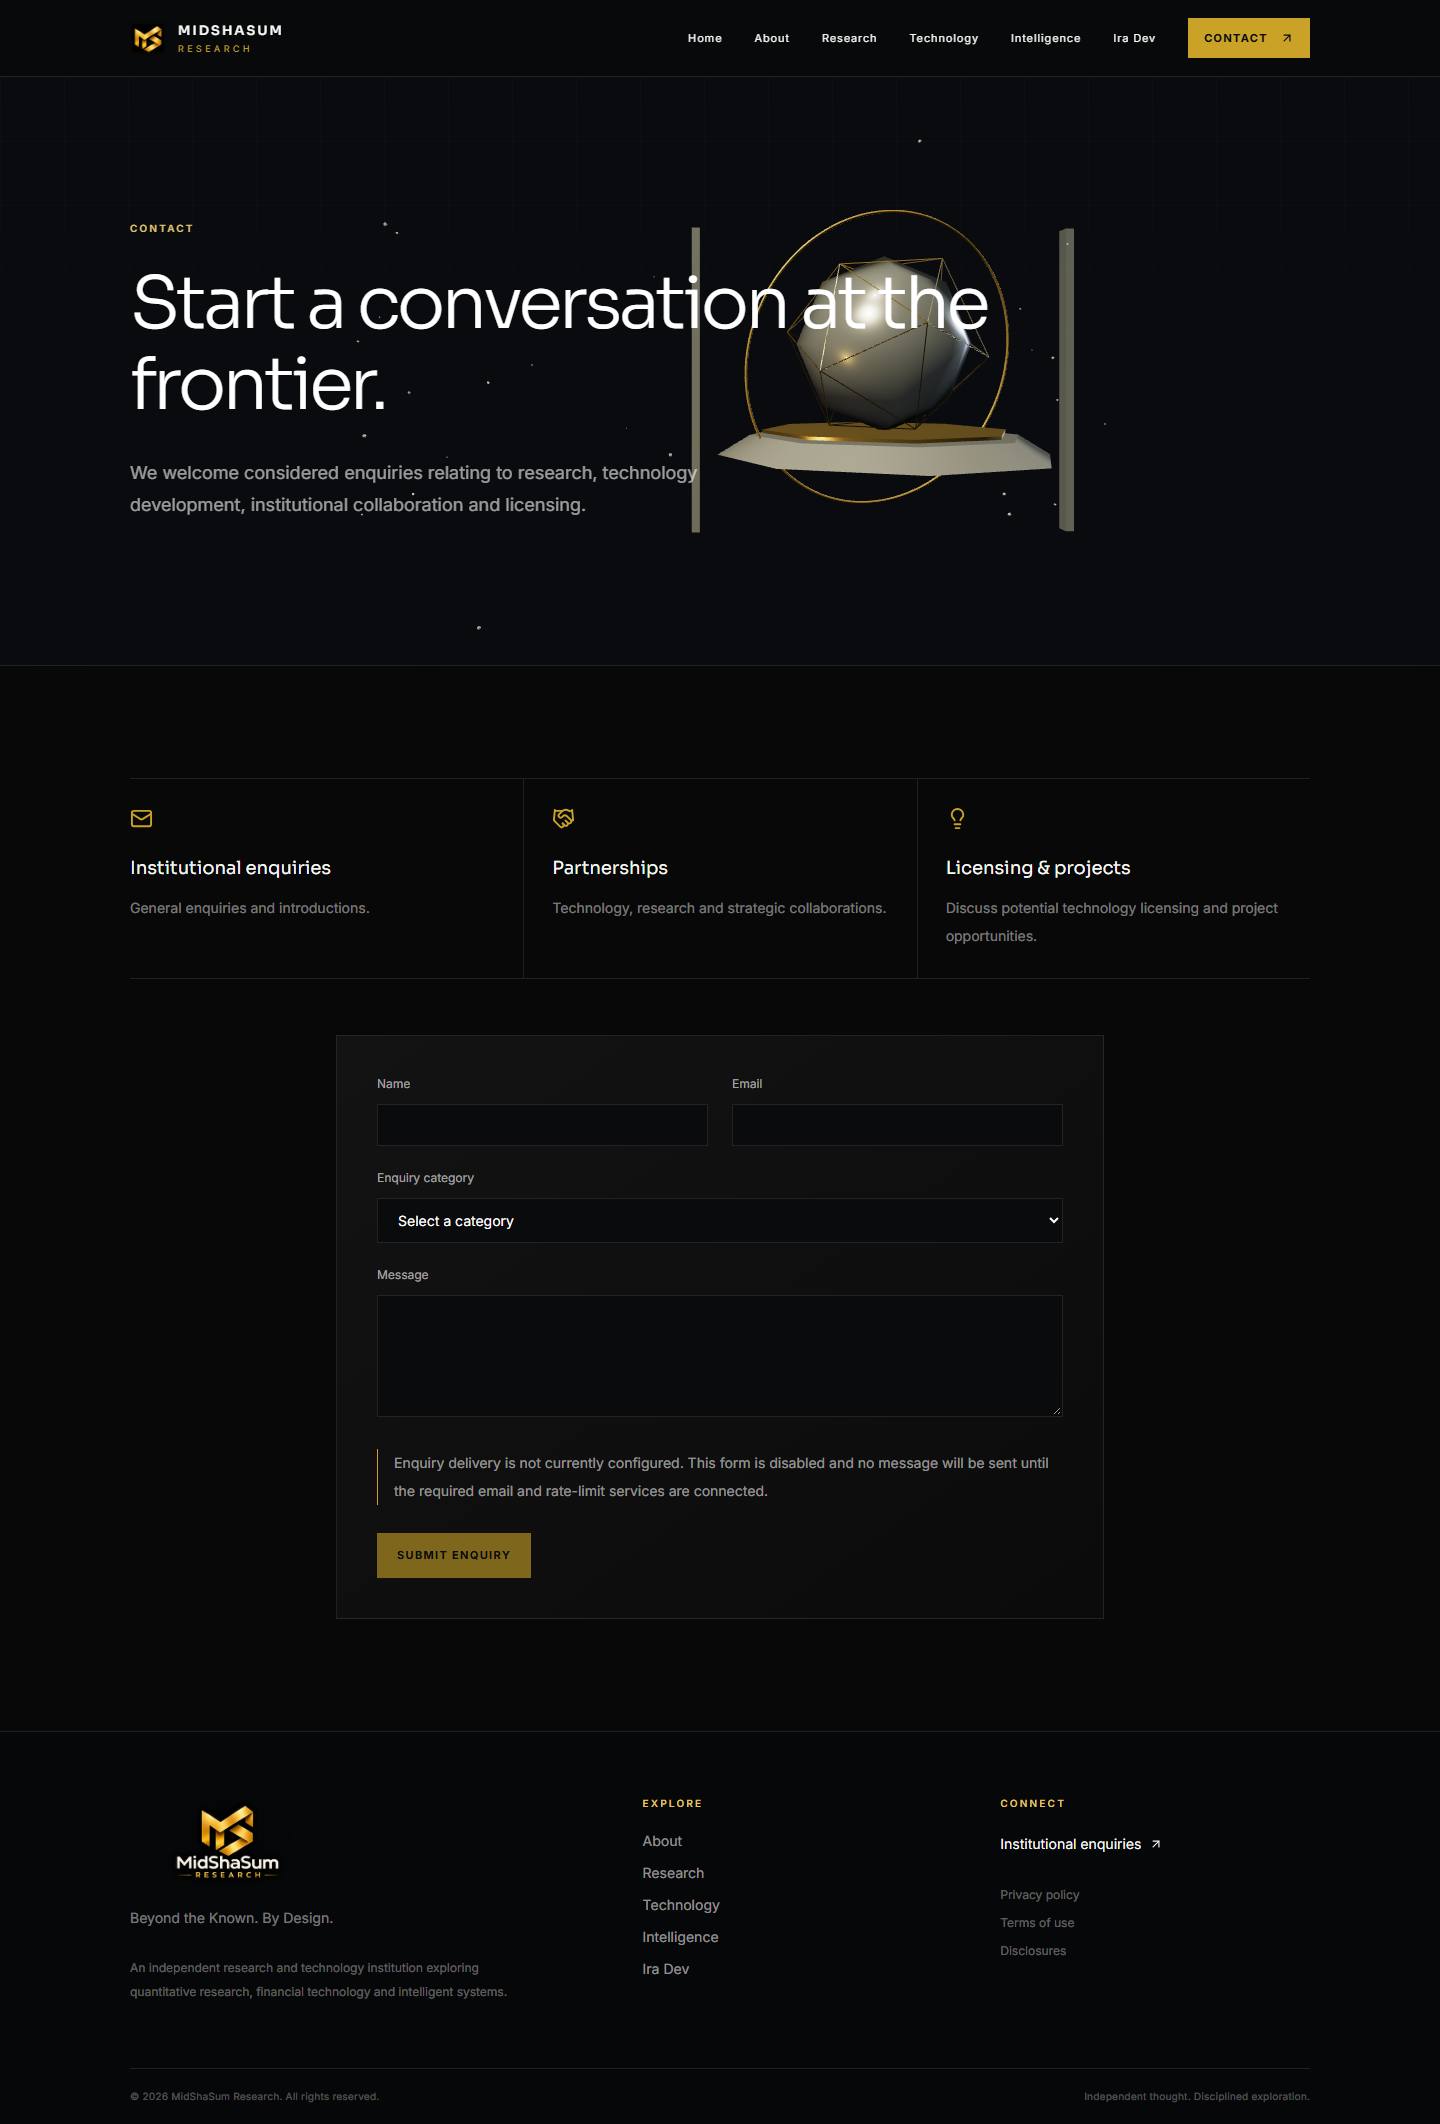 MIDSHASUM
RESEARCH
Home About Research Technology Intelligence Ira Dev CONTACT
CONTACT
Start a conversation at the
frontier.
We welcome considered enquiries relating to research, technology
development, institutional collaboration and licensing.
Institutional enquiries
General enquiries and introductions.
Partnerships
Technology, research and strategic collaborations.
Licensing & projects
Discuss potential technology licensing and project
opportunities.
Name Email
Enquiry category
Select a category
Message
Enquiry delivery is not currently configured. This form is disabled and no message will be sent until
the required email and rate-limit services are connected.
SUBMIT ENQUIRY
MidShaSum
RESEARCH
Beyond the Known. By Design.
An independent research and technology institution exploring
quantitative research, financial technology and intelligent systems.
EXPLORE
About
Research
Technology
Intelligence
Ira Dev
CONNECT
Institutional enquiries
Privacy policy
Terms of use
Disclosures
© 2026 MidShaSum Research. All rights reserved.
Independent thought. Disciplined exploration.